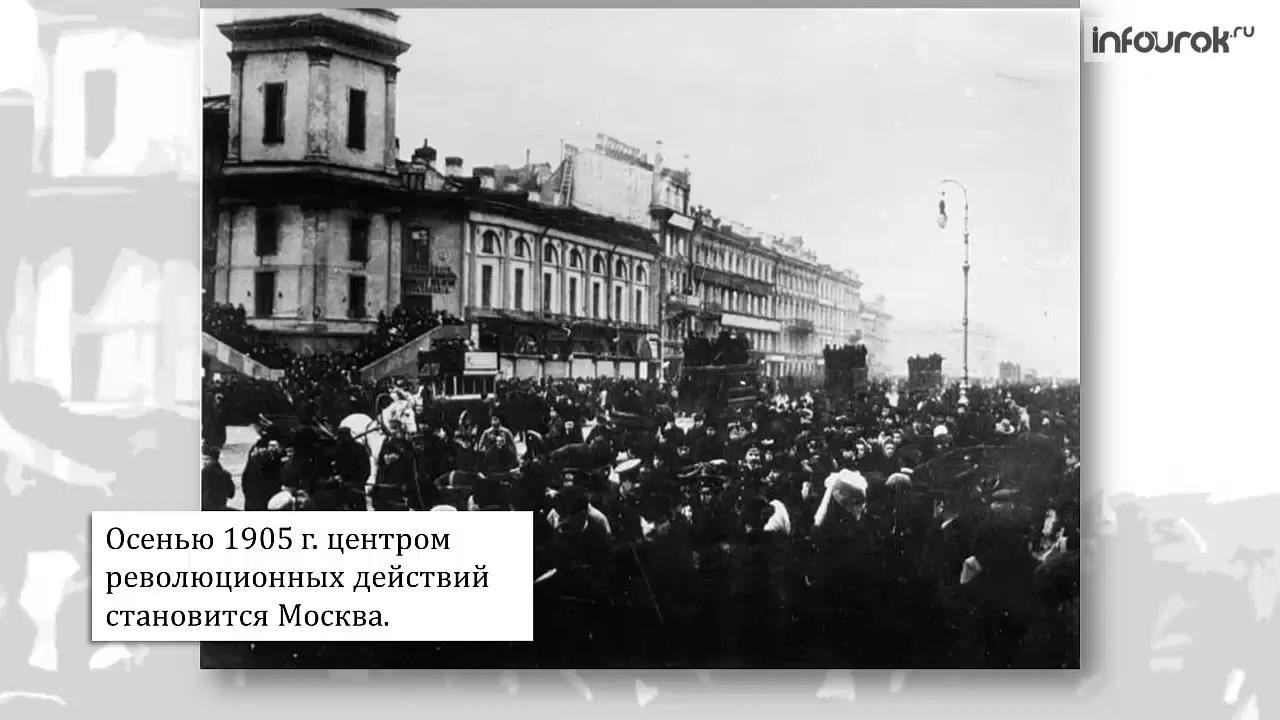 infourok.ru
Осенью 1905 г. центром
революционных действий
становится Москва.